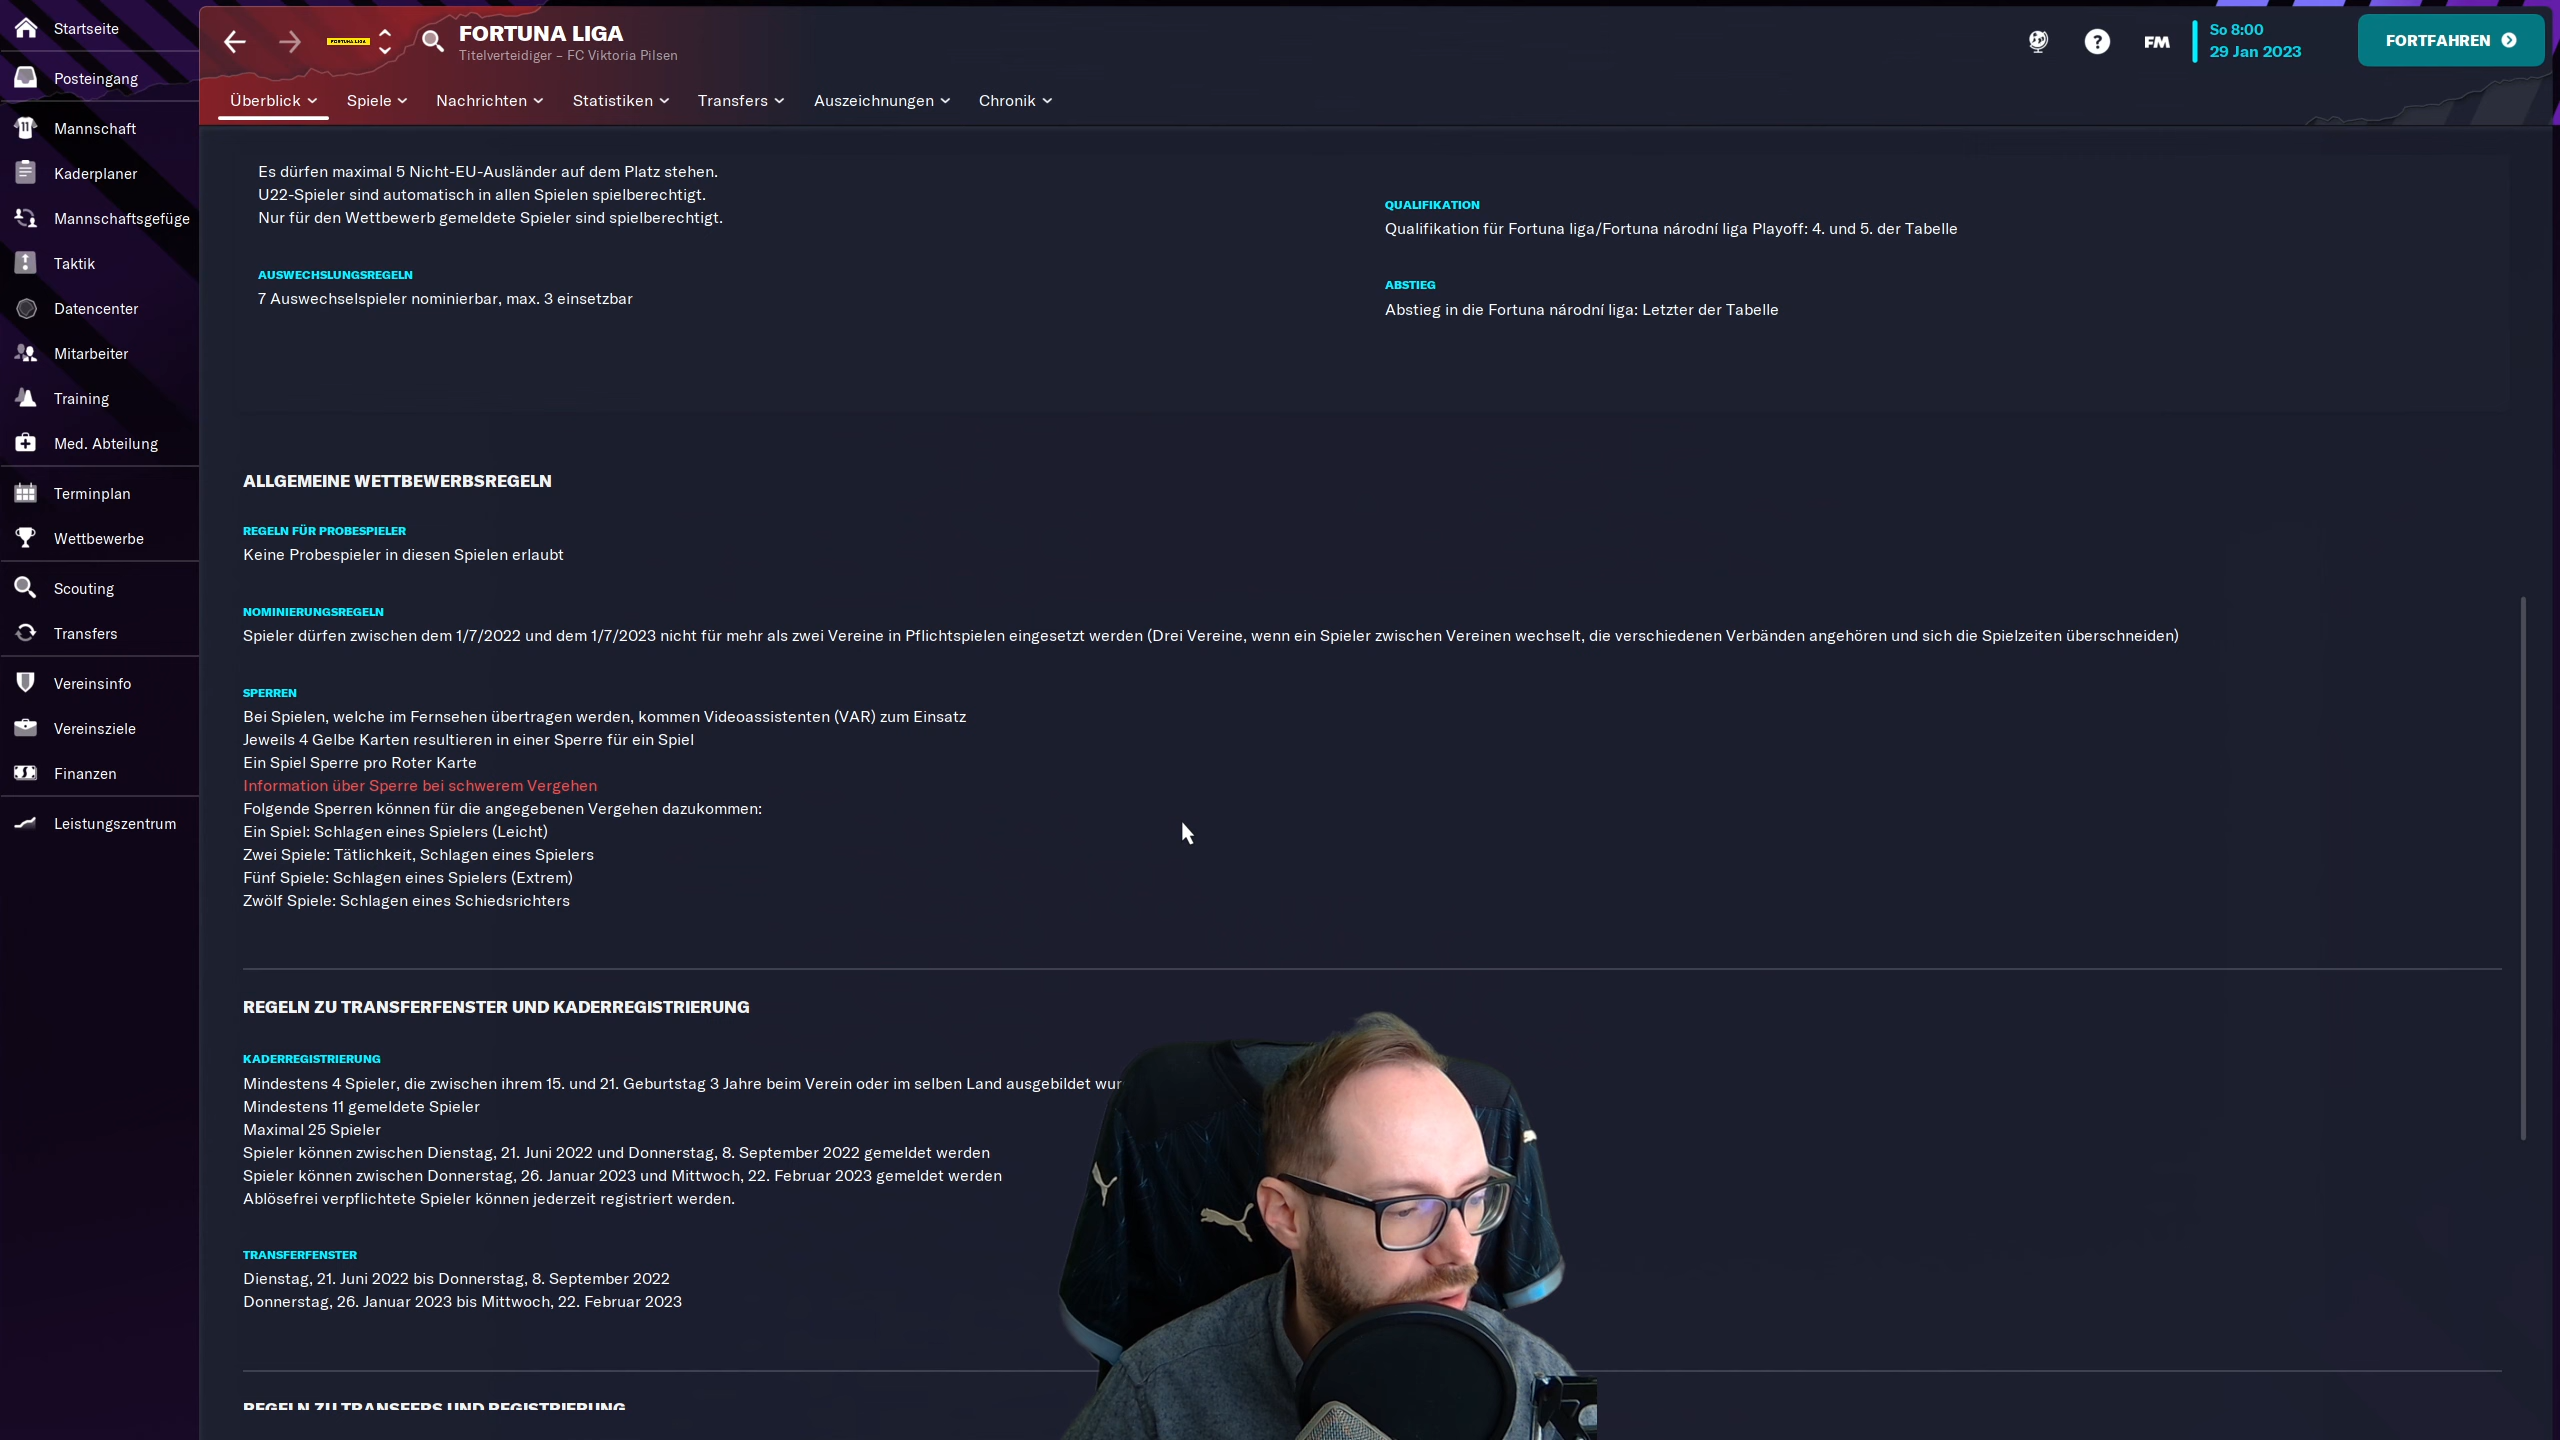 Startseite
Posteingang
Mannschaft
Kaderplaner
Mannschaftsgefüge
Taktik
Datencenter
Mitarbeiter
Training
Med. Abteilung
Terminplan
Wettbewerbe
Scouting
Transfers
Vereinsinfo
Vereinsziele
Finanzen
Leistungszentrum
FORTUNA:LIGA
FORTUNA LIGA
Titelverteidiger – FC Viktoria Pilsen
FM
So 8:00
29 Jan 2023
FORTFAHREN
Überblick
Spiele
Nachrichten
Statistiken
Transfers
Auszeichnungen
Chronik
Es dürfen maximal 5 Nicht-EU-Ausländer auf dem Platz stehen.
U22-Spieler sind automatisch in allen Spielen spielberechtigt.
Nur für den Wettbewerb gemeldete Spieler sind spielberechtigt.
AUSWECHSLUNGSREGELN
7 Auswechselspieler nominierbar, max. 3 einsetzbar
QUALIFIKATION
Qualifikation für Fortuna liga/Fortuna národní liga Playoff: 4. und 5. der Tabelle
ABSTIEG
Abstieg in die Fortuna národní liga: Letzter der Tabelle
ALLGEMEINE WETTBEWERBSREGELN
REGELN FÜR PROBESPIELER
Keine Probespieler in diesen Spielen erlaubt
NOMINIERUNGSREGELN
Spieler dürfen zwischen dem 1/7/2022 und dem 1/7/2023 nicht für mehr als zwei Vereine in Pflichtspielen eingesetzt werden (Drei Vereine, wenn ein Spieler zwischen Vereinen wechselt, die verschiedenen Verbänden angehören und sich die Spielzeiten überschneiden)
SPERREN
Bei Spielen, welche im Fernsehen übertragen werden, kommen Videoassistenten (VAR) zum Einsatz
Jeweils 4 Gelbe Karten resultieren in einer Sperre für ein Spiel
Ein Spiel Sperre pro Roter Karte
Information über Sperre bei schwerem Vergehen
Folgende Sperren können für die angegebenen Vergehen dazukommen:
Ein Spiel: Schlagen eines Spielers (Leicht)
Zwei Spiele: Tätlichkeit, Schlagen eines Spielers
Fünf Spiele: Schlagen eines Spielers (Extrem)
Zwölf Spiele: Schlagen eines Schiedsrichters
REGELN ZU TRANSFERFENSTER UND KADERREGISTRIERUNG
KADERREGISTRIERUNG
Mindestens 4 Spieler, die zwischen ihrem 15. und 21. Geburtstag 3 Jahre beim Verein oder im selben Land ausgebildet wur
Mindestens 11 gemeldete Spieler
Maximal 25 Spieler
Spieler können zwischen Dienstag, 21. Juni 2022 und Donnerstag, 8. September 2022 gemeldet werden
Spieler können zwischen Donnerstag, 26. Januar 2023 und Mittwoch, 22. Februar 2023 gemeldet werden
Ablösefrei verpflichtete Spieler können jederzeit registriert werden.
TRANSFERFENSTER
Dienstag, 21. Juni 2022 bis Donnerstag, 8. September 2022
Donnerstag, 26. Januar 2023 bis Mittwoch, 22. Februar 2023
REGELN ZU TRANSFERS UND REGISTRIERUNG